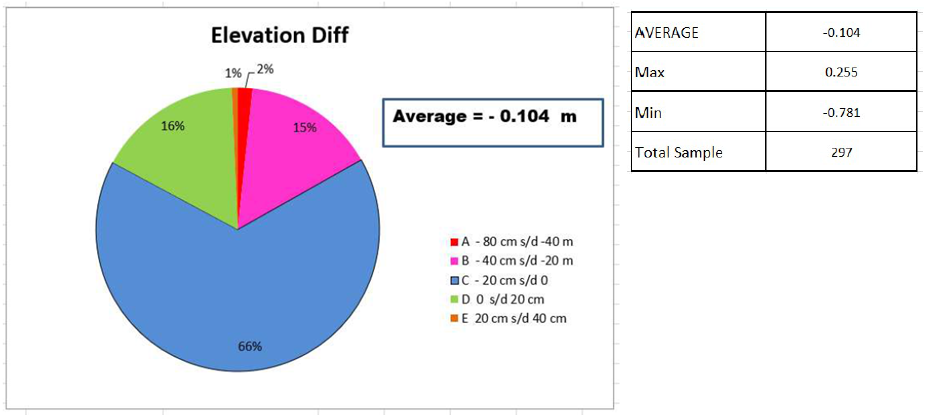 Elevation Diff
1%
2%
16%
15%
66%
Average = - 0.104 m
A - 80 cm s/d -40 m
B - 40 cm s/d -20 m
C - 20 cm s/d 0
D 0 s/d 20 cm
E 20 cm s/d 40 cm
AVERAGE -0.104
Max 0.255
Min -0.781
Total Sample 297